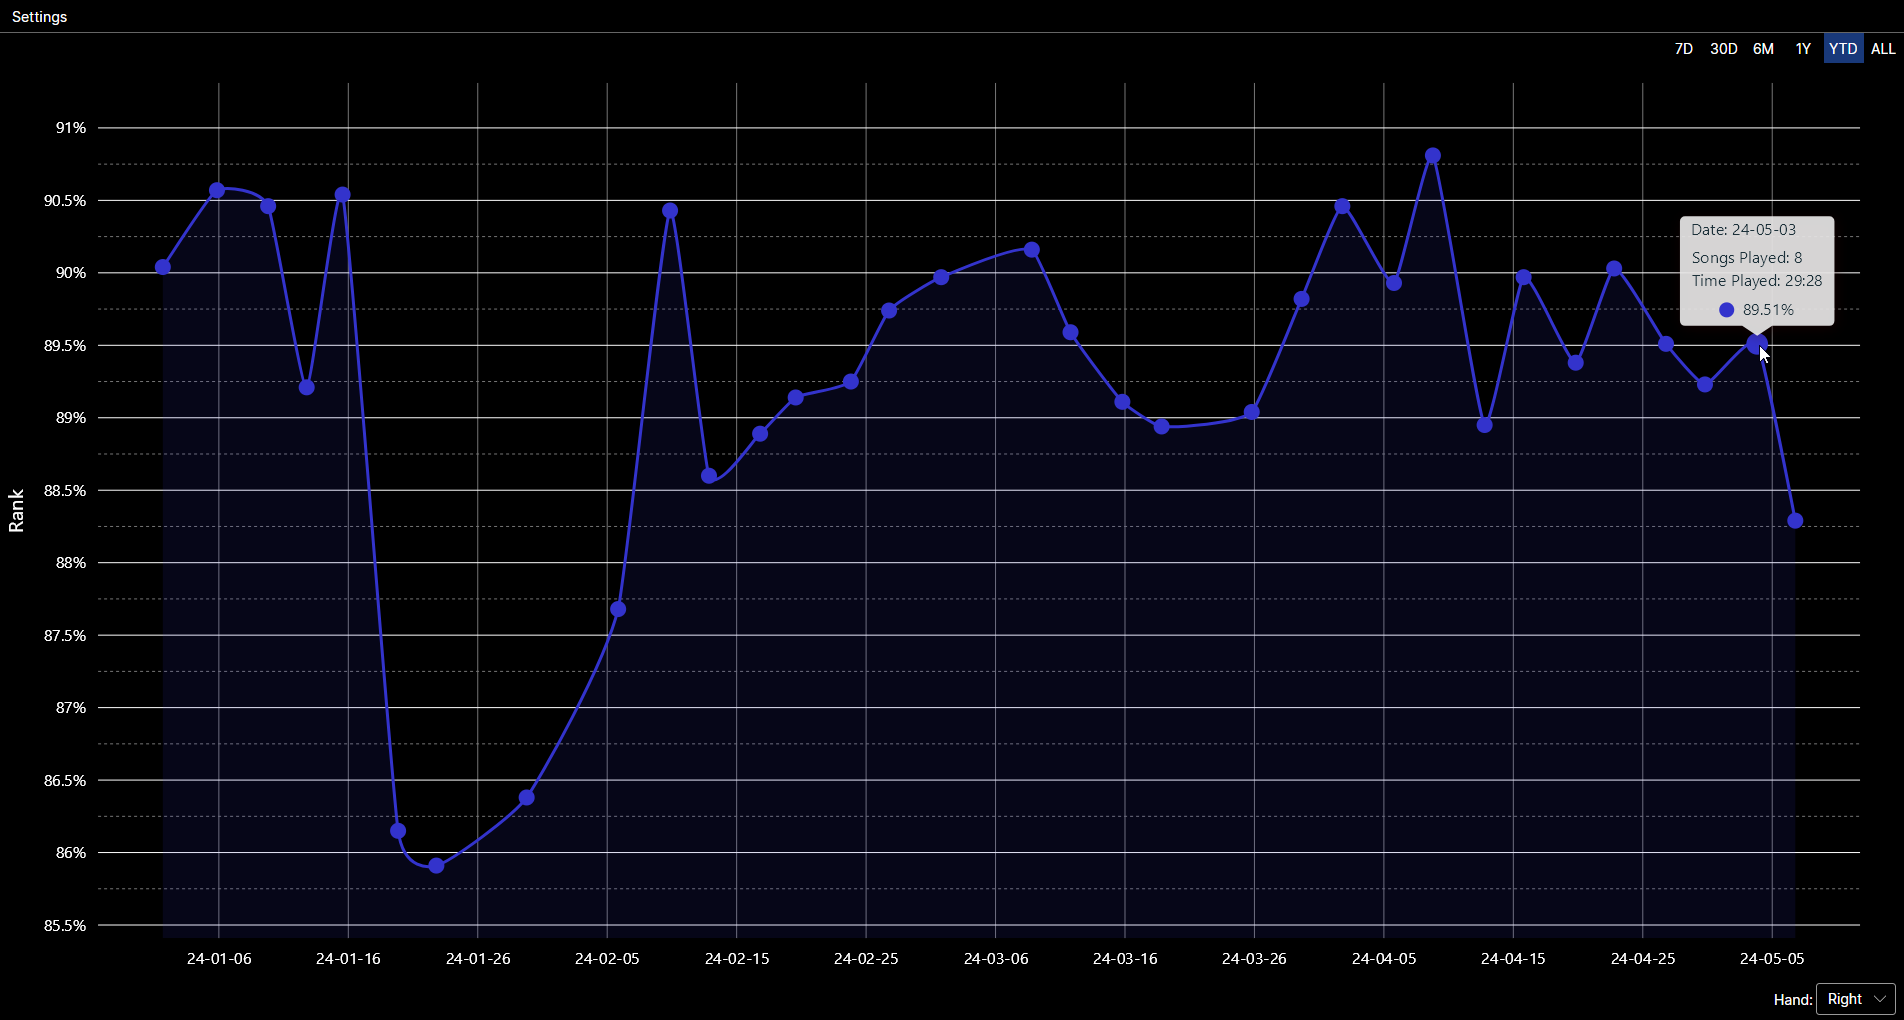 Settings
7D 30D 6M 1Y YTD ALL
91%
90.5%
90%
89.5%
89%
88.5%
88%
87.5%
87%
86.5%
86%
85.5%
Rank
Date: 24-05-03
Songs Played: 8
Time Played: 29:28
89.51%
24-01-06 24-01-16 24-01-26 24-02-05 24-02-15 24-02-25 24-03-06 24-03-16 24-03-26 24-04-05 24-04-15 24-04-25 24-05-05
Hand: Right